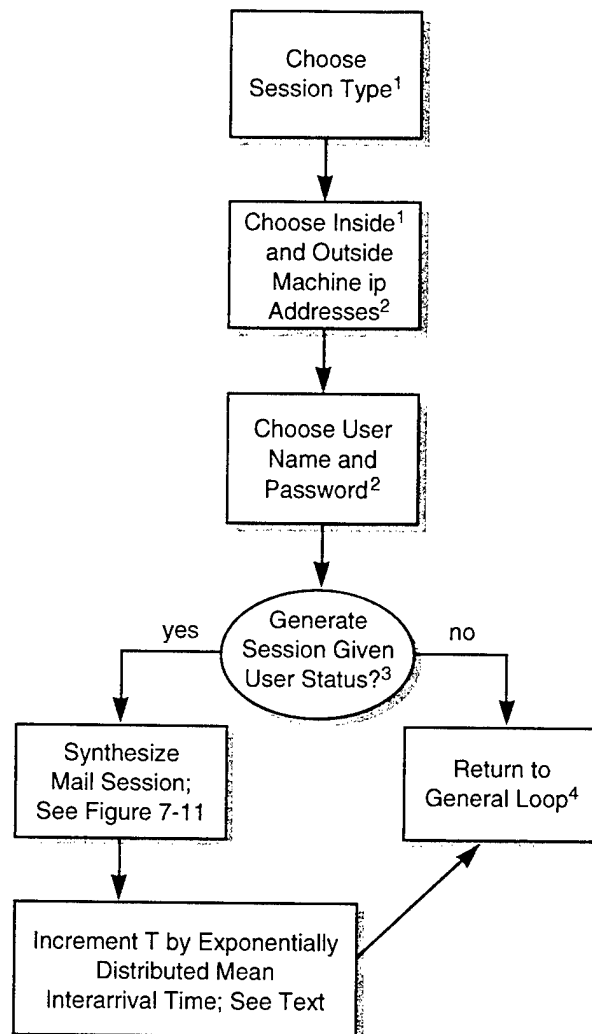 Choose
Session Type¹
Choose Inside¹
and Outside
Machine ip
Addresses²
Choose User
Name and
Password²
Generate
Session Given
User Status?³
yes
no
Synthesize
Mail Session;
See Figure 7-11
Return to
General Loop⁴
Increment T by Exponentially
Distributed Mean
Interarrival Time; See Text